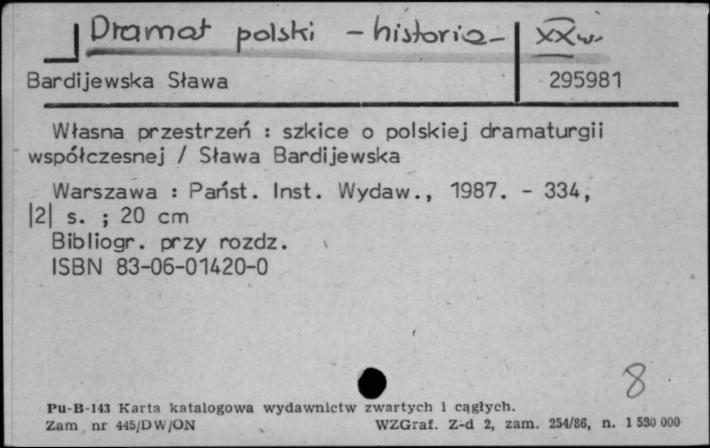 Dramat polski - historia - XX w.
Bardijewska Sława 295981
Własna przestrzeń : szkice o polskiej dramaturgii
współczesnej / Sława Bardijewska
Warszawa : Państ. Inst. Wydaw., 1987. - 334,
|2| s. ; 20 cm
Bibliogr. przy rozdz.
ISBN 83-06-01420-0
8
Pu-B-143 Karta katalogowa wydawnictw zwartych i ciągłych.
Zam. nr 445/DW/ON WZGraf. Z-d 2, zam. 254/86, n. 1 530 000